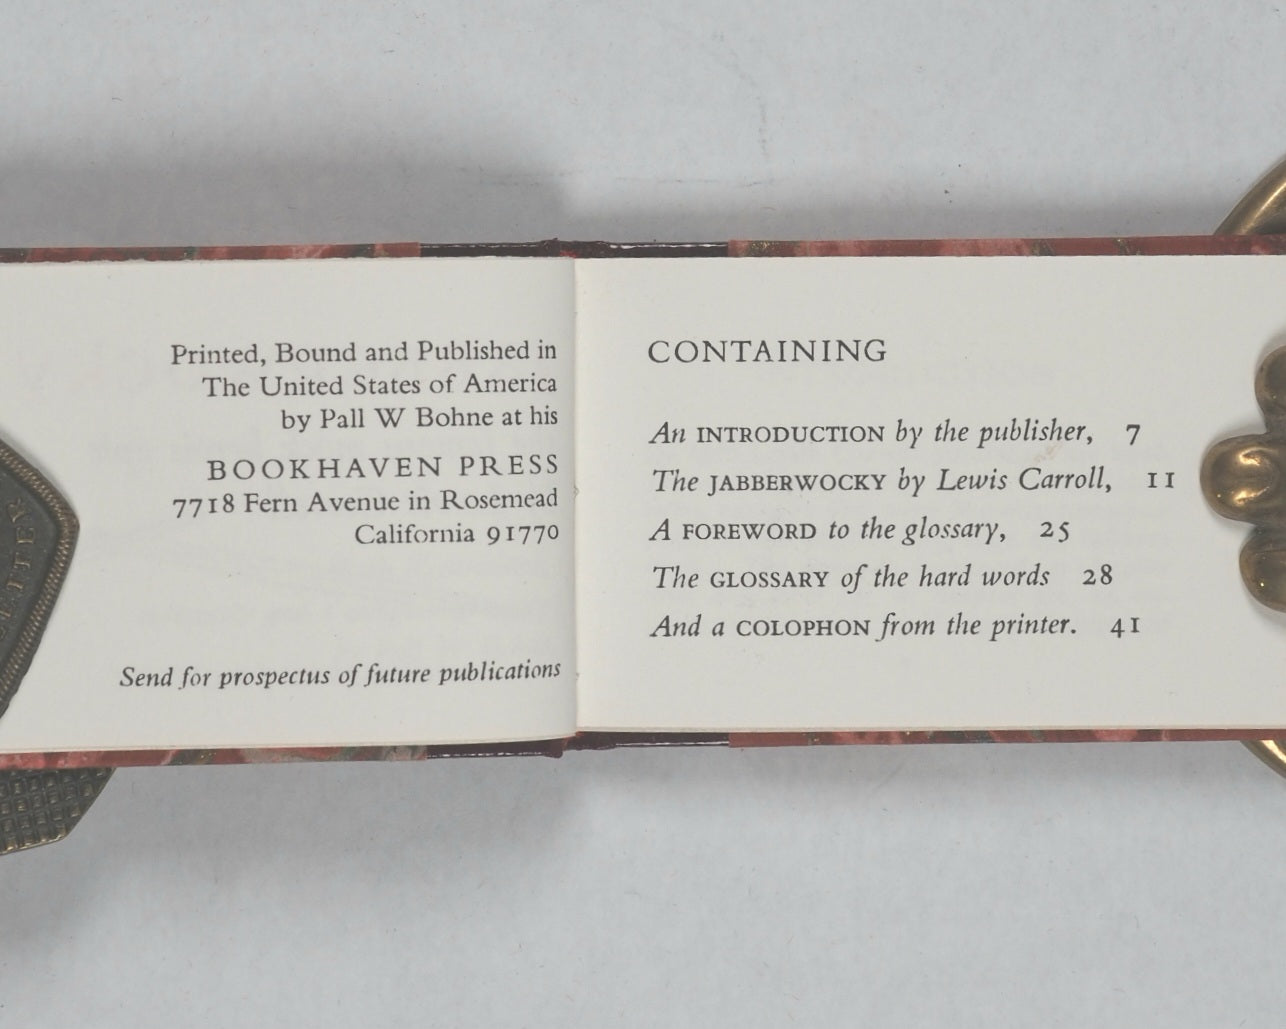 Printed, Bound and Published in
The United States of America
by Pall W Bohne at his
BOOKHAVEN PRESS
7718 Fern Avenue in Rosemead
California 91770
Send for prospectus of future publications
CONTAINING
An INTRODUCTION by the publisher, 7
The JABBERWOCKY by Lewis Carroll, 11
A FOREWORD to the glossary, 25
The GLOSSARY of the hard words 28
And a COLOPHON from the printer. 41